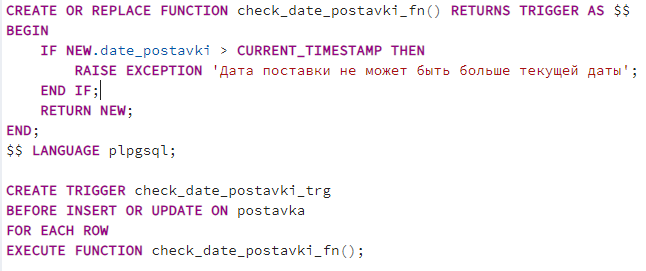 CREATE OR REPLACE FUNCTION check_date_postavki_fn() RETURNS TRIGGER AS $$
BEGIN
    IF NEW.date_postavki > CURRENT_TIMESTAMP THEN
        RAISE EXCEPTION 'Дата поставки не может быть больше текущей даты';
    END IF;
    RETURN NEW;
END;
$$ LANGUAGE plpgsql;

CREATE TRIGGER check_date_postavki_trg
BEFORE INSERT OR UPDATE ON postavka
FOR EACH ROW
EXECUTE FUNCTION check_date_postavki_fn();